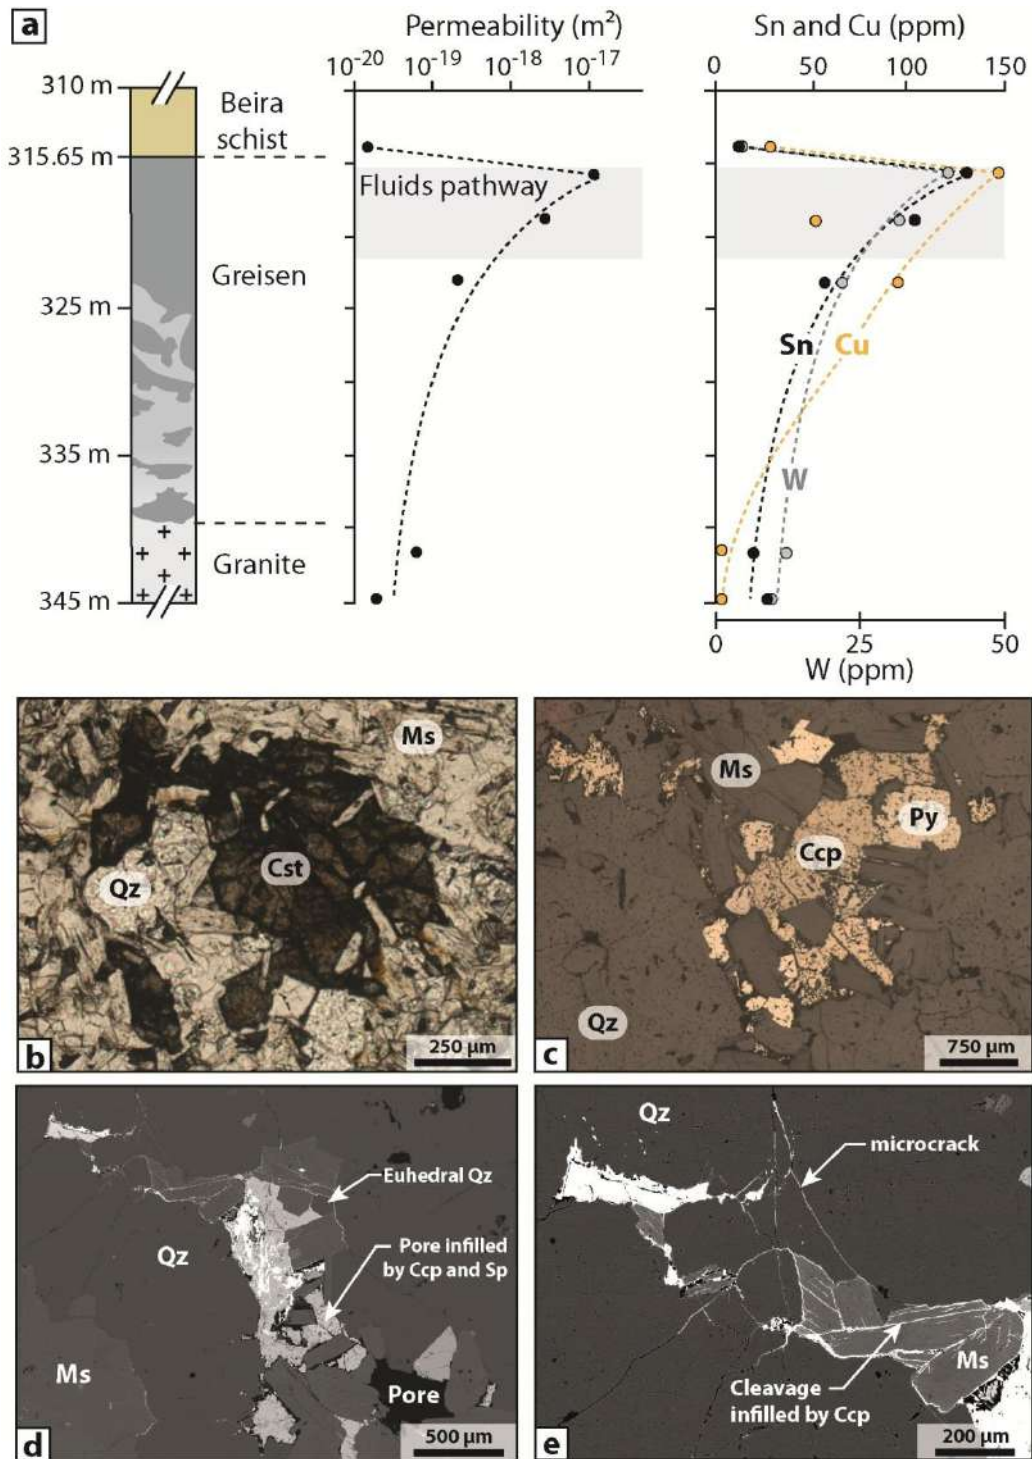 a
Permeability (m²)
Sn and Cu (ppm)
10⁻²⁰ 10⁻¹⁹ 10⁻¹⁸ 10⁻¹⁷
0 50 100 150
310 m
Beira
schist
315.65 m
Fluids pathway
Greisen
325 m
Sn Cu
335 m
W
Granite
345 m
0 25 50
W (ppm)
Ms
Cst
Qz
250 µm
b
Ms
Py
Ccp
Qz
750 µm
c
Euhedral Qz
Qz
Pore infilled
by Ccp and Sp
Ms
Pore
500 µm
d
Qz
microcrack
Ms
Cleavage
infilled by Ccp
200 µm
e